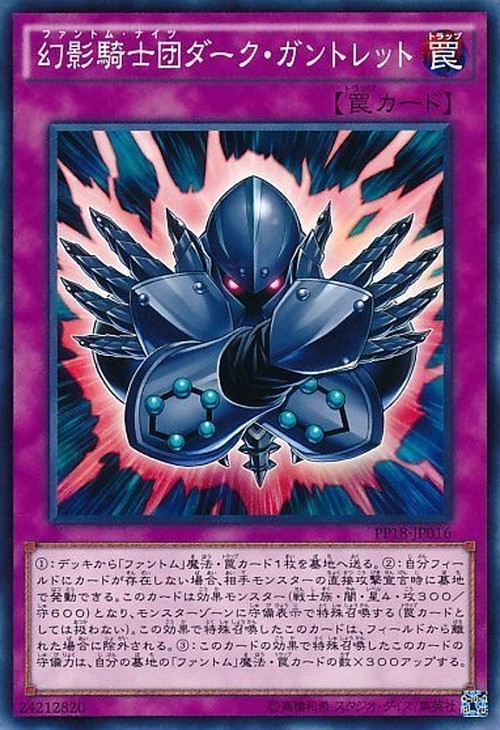 ファントム・ナイツ
幻影騎士団ダーク・ガントレット
トラップ
罠
トラップ
【罠カード】
PP18-JP016
①:デッキから「ファントム」魔法・罠カード1枚を墓地へ送る。②:自分フィ
ールドにカードが存在しない場合、相手モンスターの直接攻撃宣言時に墓地
で発動できる。このカードは効果モンスター(戦士族・闇・星4・攻300/
守600)となり、モンスターゾーンに守備表示で特殊召喚する(罠カードと
しては扱わない)。この効果で特殊召喚したこのカードは、フィールドから離
れた場合に除外される。③:このカードの効果で特殊召喚したこのカードの
守備力は、自分の墓地の「ファントム」魔法・罠カードの数×300アップする。
24212820
©高橋和希 スタジオ・ダイス/集英社